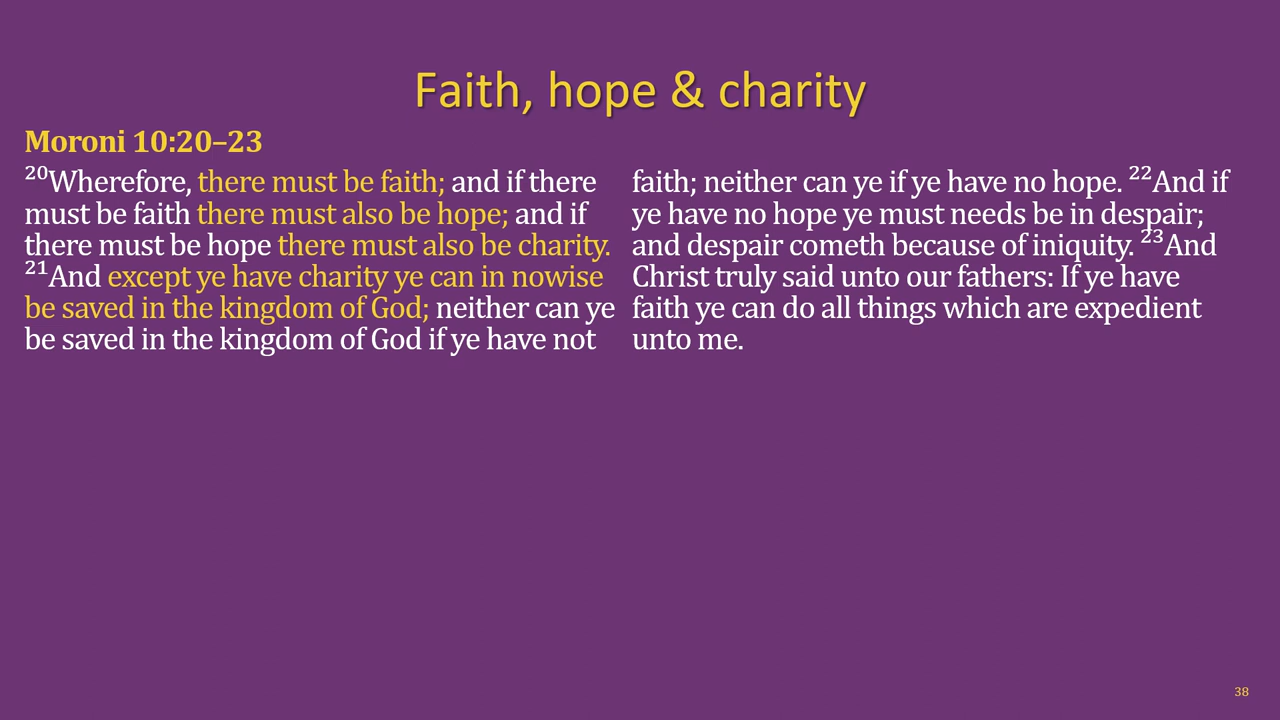 Faith, hope & charity
Moroni 10:20–23
²⁰Wherefore, there must be faith; and if there
must be faith there must also be hope; and if
there must be hope there must also be charity.
²¹And except ye have charity ye can in nowise
be saved in the kingdom of God; neither can ye
be saved in the kingdom of God if ye have not
faith; neither can ye if ye have no hope. ²²And if
ye have no hope ye must needs be in despair;
and despair cometh because of iniquity. ²³And
Christ truly said unto our fathers: If ye have
faith ye can do all things which are expedient
unto me.
38